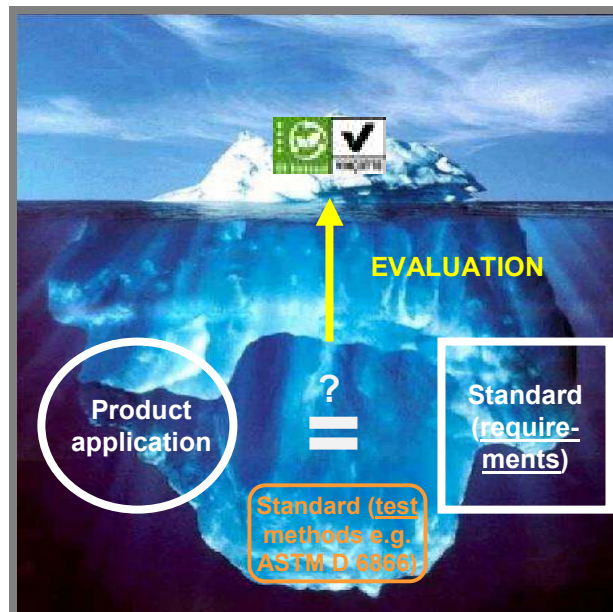 EVALUATION
?
=
Product
application
Standard
(require-
ments)
Standard (test
methods e.g.
ASTM D 6866)